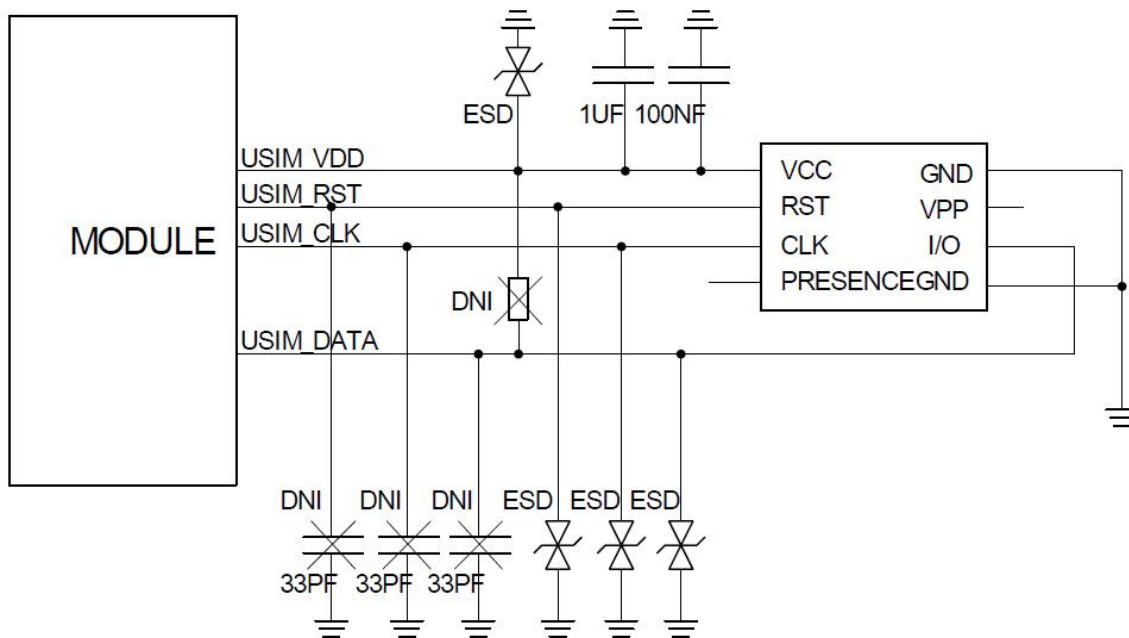 ESD
1UF 100NF
USIM_VDD
USIM_RST
USIM_CLK
MODULE
USIM_DATA
DNI
VCC
RST
CLK
PRESENCE
GND
VPP
I/O
GND
DNI DNI DNI ESD ESD ESD
33PF 33PF 33PF